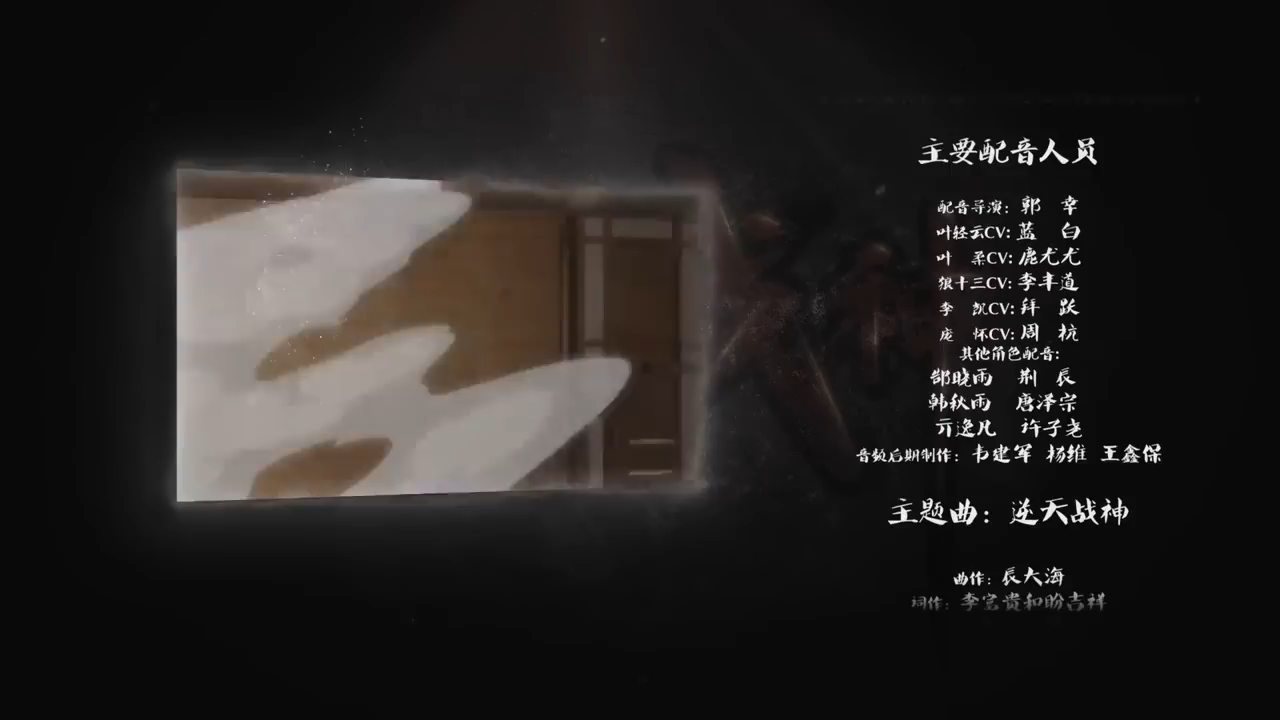 主要配音人员
配音导演：郭 幸
叶轻云CV：蓝 白
叶 柔CV：鹿尤尤
狼十三CV：李丰道
李 凯CV：拜 跃
庞 怀CV：周 杭
其他角色配音：
郜晓雨 荆 辰
韩秋雨 唐泽宗
亓逸凡 许子尧
音频后期制作：韦建军 杨维 王鑫保
主题曲：逆天战神
曲作：辰大海
词作：李富贵和盼吉祥